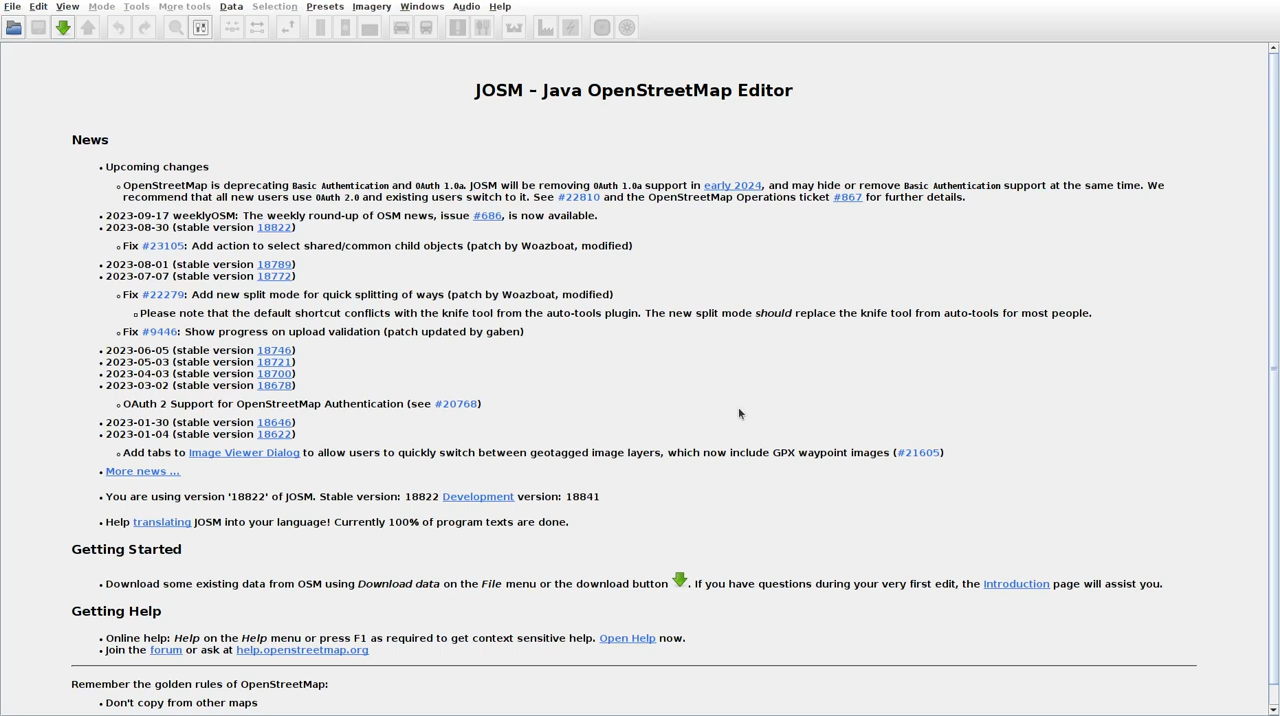 File Edit View Mode Tools More tools Data Selection Presets Imagery Windows Audio Help
JOSM – Java OpenStreetMap Editor
News
Upcoming changes
OpenStreetMap is deprecating Basic Authentication and OAuth 1.0a. JOSM will be removing OAuth 1.0a support in early 2024, and may hide or remove Basic Authentication support at the same time. We
recommend that all new users use OAuth 2.0 and existing users switch to it. See #22810 and the OpenStreetMap Operations ticket #867 for further details.
2023-09-17 weeklyOSM: The weekly round-up of OSM news, issue #686, is now available.
2023-08-30 (stable version 18822)
Fix #23105: Add action to select shared/common child objects (patch by Woazboat, modified)
2023-08-01 (stable version 18789)
2023-07-07 (stable version 18772)
Fix #22279: Add new split mode for quick splitting of ways (patch by Woazboat, modified)
Please note that the default shortcut conflicts with the knife tool from the auto-tools plugin. The new split mode should replace the knife tool from auto-tools for most people.
Fix #9446: Show progress on upload validation (patch updated by gaben)
2023-06-05 (stable version 18746)
2023-05-03 (stable version 18721)
2023-04-03 (stable version 18700)
2023-03-02 (stable version 18678)
OAuth 2 Support for OpenStreetMap Authentication (see #20768)
2023-01-30 (stable version 18646)
2023-01-04 (stable version 18622)
Add tabs to Image Viewer Dialog to allow users to quickly switch between geotagged image layers, which now include GPX waypoint images (#21605)
More news ...
You are using version '18822' of JOSM. Stable version: 18822 Development version: 18841
Help translating JOSM into your language! Currently 100% of program texts are done.
Getting Started
Download some existing data from OSM using Download data on the File menu or the download button . If you have questions during your very first edit, the Introduction page will assist you.
Getting Help
Online help: Help on the Help menu or press F1 as required to get context sensitive help. Open Help now.
Join the forum or ask at help.openstreetmap.org
Remember the golden rules of OpenStreetMap:
Don't copy from other maps